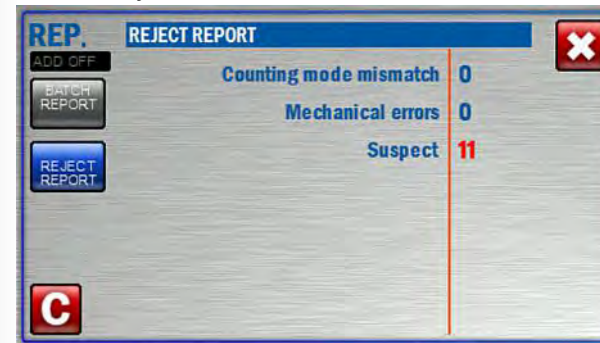 REP.
REJECT REPORT
ADD OFF
BATCH
REPORT
Counting mode mismatch 0
Mechanical errors 0
REJECT
REPORT
Suspect 11
C